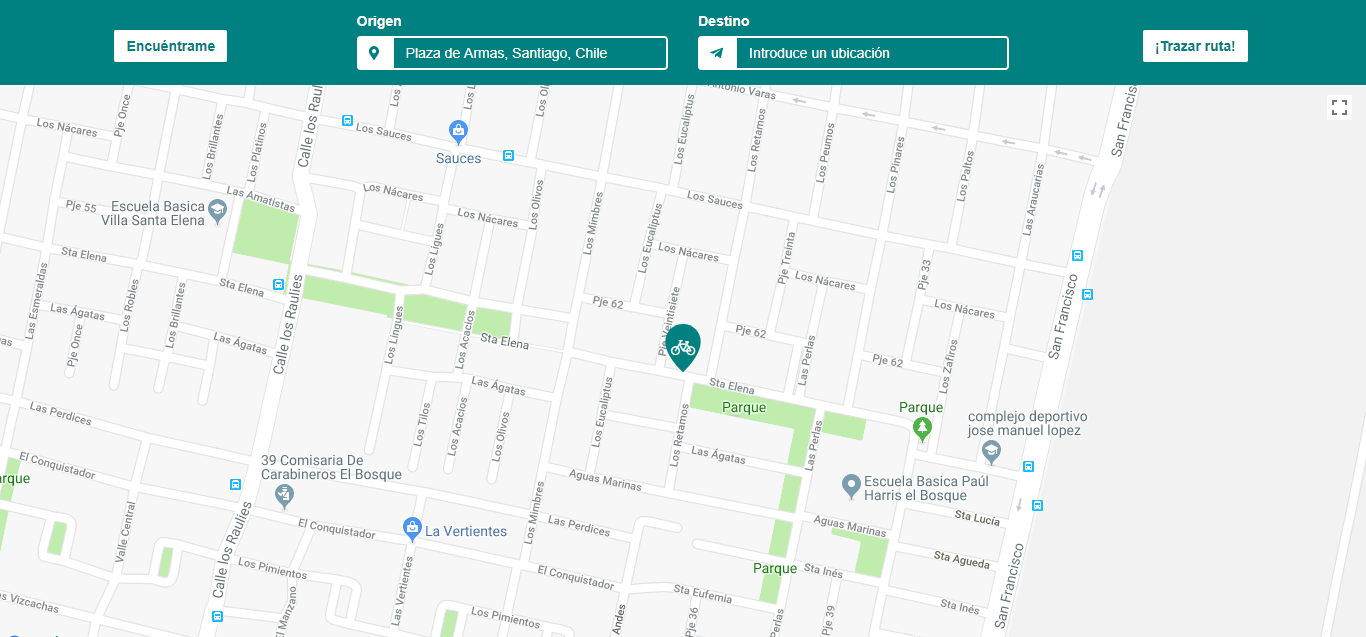 Origen
Destino
Encuéntrame
Plaza de Armas, Santiago, Chile
Introduce un ubicación
¡Trazar ruta!
Antonio Varas
San Francisco
Los Nácares
Pje Once
Los Brillantes
Los Platinos
Calle los Raulíes
Los Sauces
Sauces
Los Eucaliptus
Los Retamos
Los Peumos
Los Pinares
Los Paltos
Las Araucarias
Las Amatistas
Pje 55
Escuela Basica
Villa Santa Elena
Los Nácares
Los Nácares
Los Olivos
Los Mimbres
Los Sauces
Los Eucaliptus
Los Ligues
Los Nácares
Pje Treinta
Los Nácares
Pje 33
Los Nácares
San Francisco
Sta Elena
Sta Elena
Las Esmeraldas
Los Robles
Los Brillantes
Calle los Raulíes
Las Ágatas
Las Ágatas
Pje Once
Los Lingues
Los Acacios
Sta Elena
Pje 62
Pje Veintisiete
Pje 62
Las Perlas
Pje 62
Los Zafiros
Sta Elena
Parque
Parque
complejo deportivo
jose manuel lopez
Las Ágatas
Los Tilos
Los Acacios
Los Olivos
Los Eucaliptus
Los Retamos
Las Ágatas
Las Perlas
Las Perdices
El Conquistador
39 Comisaria De
Carabineros El Bosque
Aguas Marinas
Escuela Basica Paúl
Harris el Bosque
Aguas Marinas
Sta Lucía
Valle Central
Calle los Raulíes
El Conquistador
La Vertientes
Los Mimbres
Las Perdices
Sta Agueda
San Francisco
Los Pimientos
Las Vertientes
El Conquistador
Parque
Sta Inés
Sta Eufemia
Sta Inés
El Manzano
Los Pimientos
Andes
Pje 36
Perlas
Pje 39